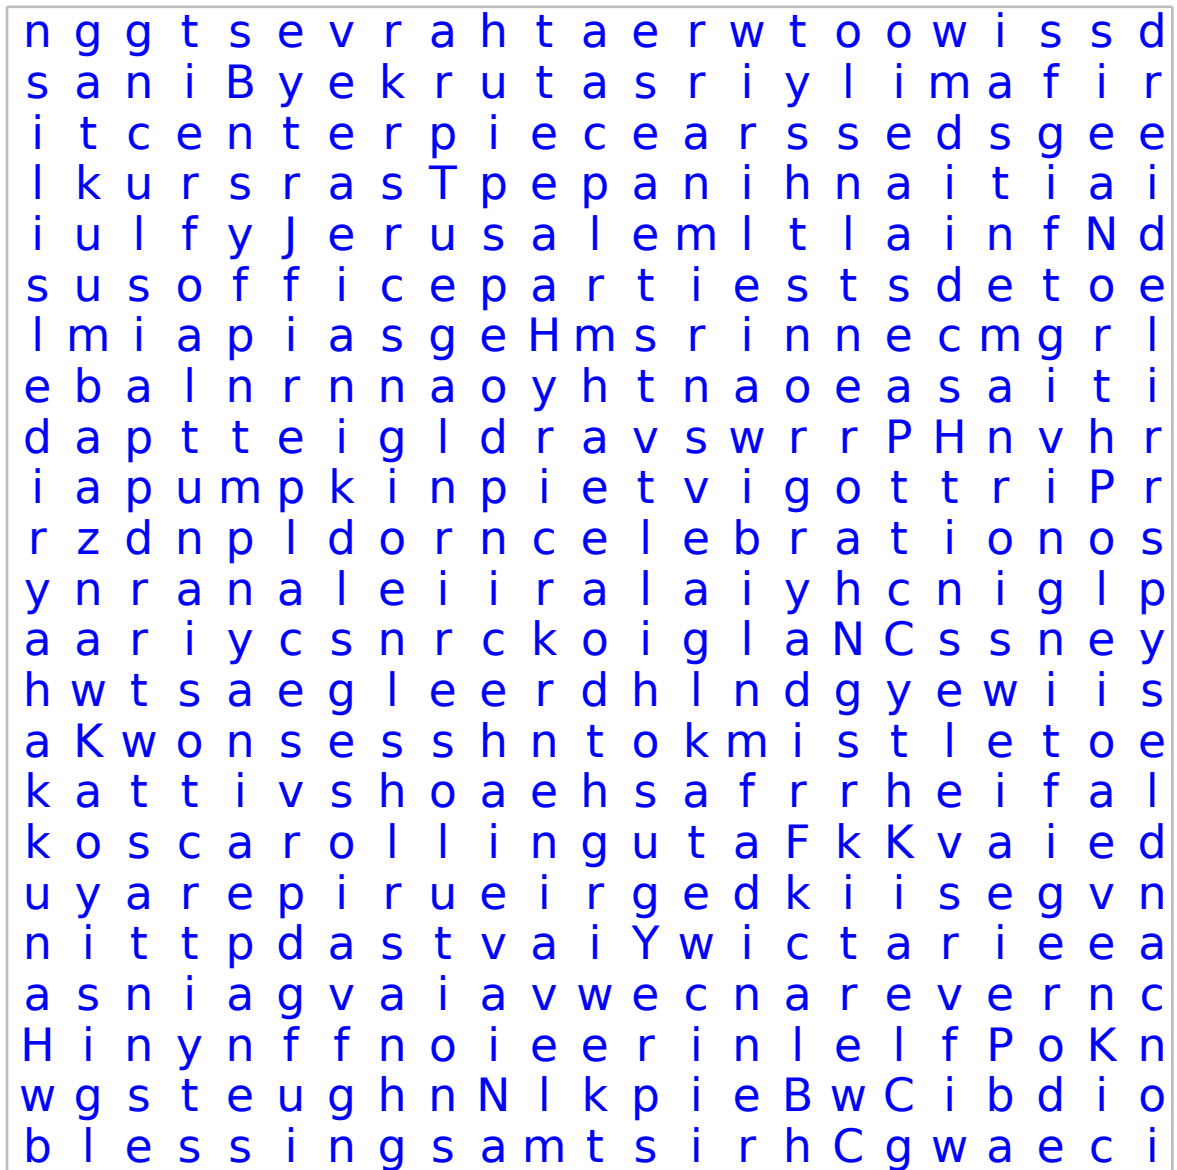 n g g t s e v r a h t a e r w t o o w i s s d
s a n i B y e k r u t a s r i y l i m a f i r
i t c e n t e r p i e c e a r s s e d s g e e
l k u r s r a s T p e p a n i h n a i t i a i
i u l f y J e r u s a l e m l t l a i n f N d
s u s o f f i c e p a r t i e s t s d e t o e
l m i a p i a s g e H m s r i n n e c m g r l
e b a l n r n n a o y h t n a o e a s a i t i
d a p t t e i g l d r a v s w r r P H n v h r
i a p u m p k i n p i e t v i g o t t r i P r
r z d n p l d o r n c e l e b r a t i o n o s
y n r a n a l e i i r a l a i y h c n i g l p
a a r i y c s n r c k o i g l a N C s s n e y
h w t s a e g l e e r d h l n d g y e w i i s
a K w o n s e s s h n t o k m i s t l e t o e
k a t t i v s h o a e h s a f r r h e i f a l
k o s c a r o l l i n g u t a F k K v a i e d
u y a r e p i r u e i r g e d k i i s e g v n
n i t t p d a s t v a i Y w i c t a r i e e a
a s n i a g v a i a v w e c n a r e v e r n c
H i n y n f f n o i e e r i n l e l f P o K n
w g s t e u g h n N l k p i e B w C i b d i o
b l e s s i n g s a m t s i r h C g w a e c i